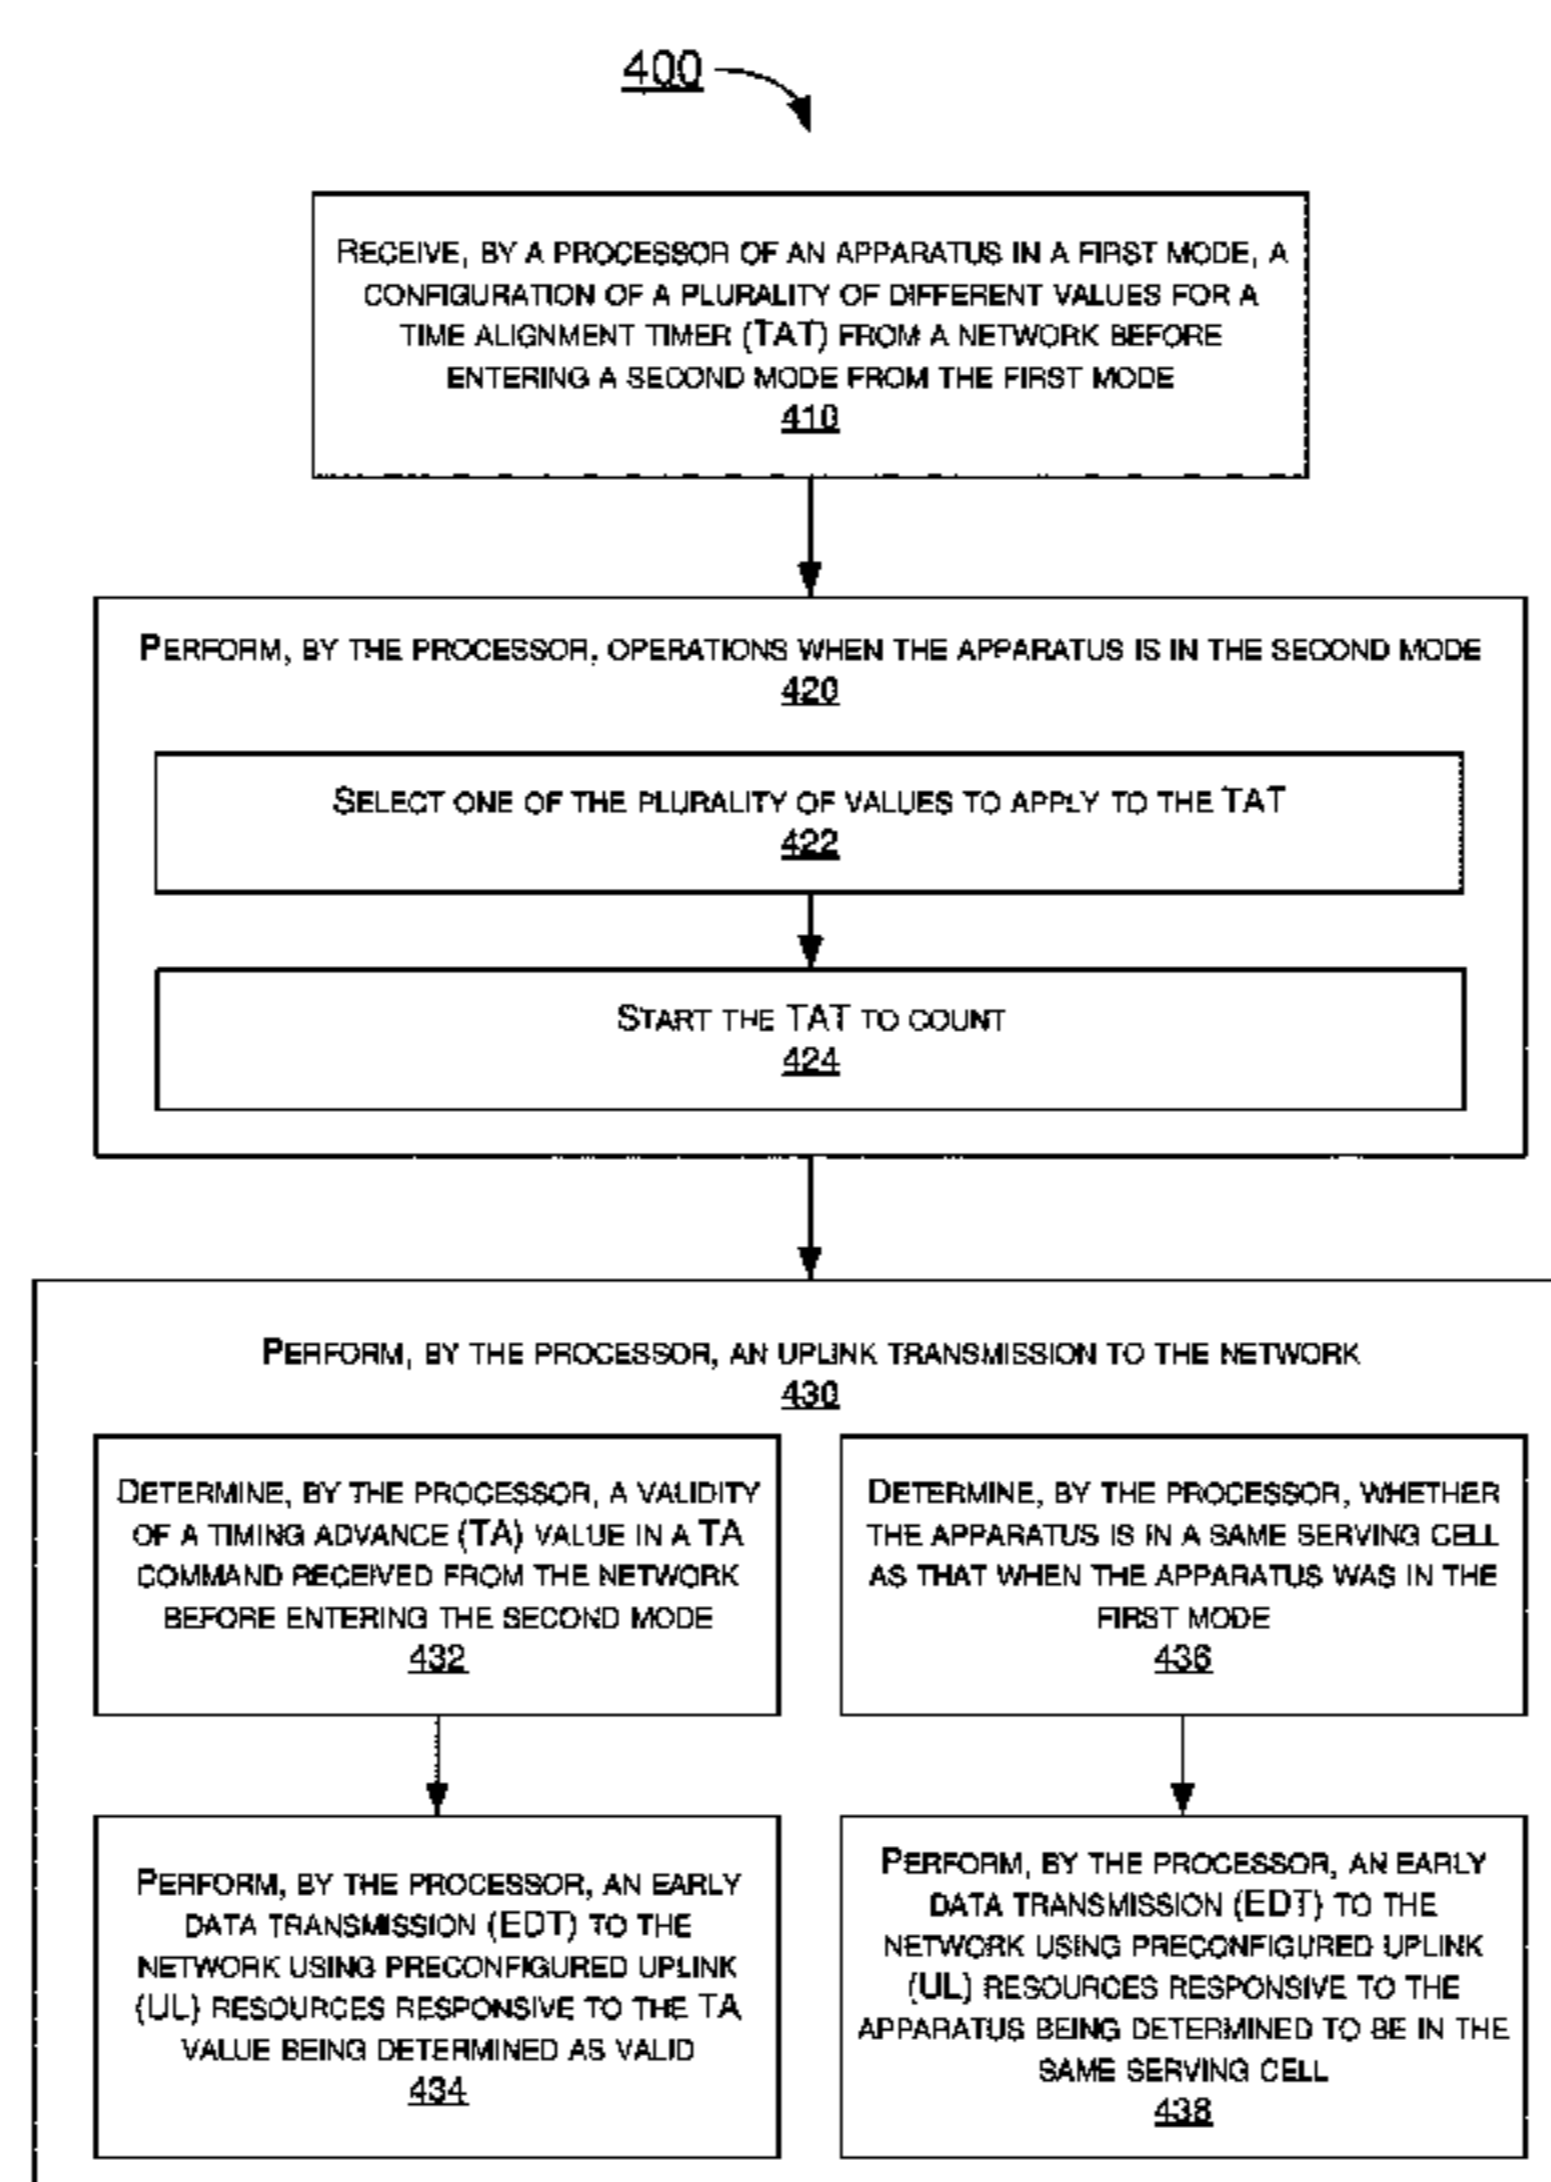 400
RECEIVE, BY A PROCESSOR OF AN APPARATUS IN A FIRST MODE, A
CONFIGURATION OF A PLURALITY OF DIFFERENT VALUES FOR A
TIME ALIGNMENT TIMER (TAT) FROM A NETWORK BEFORE
ENTERING A SECOND MODE FROM THE FIRST MODE
410
PERFORM, BY THE PROCESSOR, OPERATIONS WHEN THE APPARATUS IS IN THE SECOND MODE
420
SELECT ONE OF THE PLURALITY OF VALUES TO APPLY TO THE TAT
422
START THE TAT TO COUNT
424
PERFORM, BY THE PROCESSOR, AN UPLINK TRANSMISSION TO THE NETWORK
430
DETERMINE, BY THE PROCESSOR, A VALIDITY
OF A TIMING ADVANCE (TA) VALUE IN A TA
COMMAND RECEIVED FROM THE NETWORK
BEFORE ENTERING THE SECOND MODE
432
PERFORM, BY THE PROCESSOR, AN EARLY
DATA TRANSMISSION (EDT) TO THE
NETWORK USING PRECONFIGURED UPLINK
(UL) RESOURCES RESPONSIVE TO THE TA
VALUE BEING DETERMINED AS VALID
434
DETERMINE, BY THE PROCESSOR, WHETHER
THE APPARATUS IS IN A SAME SERVING CELL
AS THAT WHEN THE APPARATUS WAS IN THE
FIRST MODE
436
PERFORM, BY THE PROCESSOR, AN EARLY
DATA TRANSMISSION (EDT) TO THE
NETWORK USING PRECONFIGURED UPLINK
(UL) RESOURCES RESPONSIVE TO THE
APPARATUS BEING DETERMINED TO BE IN THE
SAME SERVING CELL
438